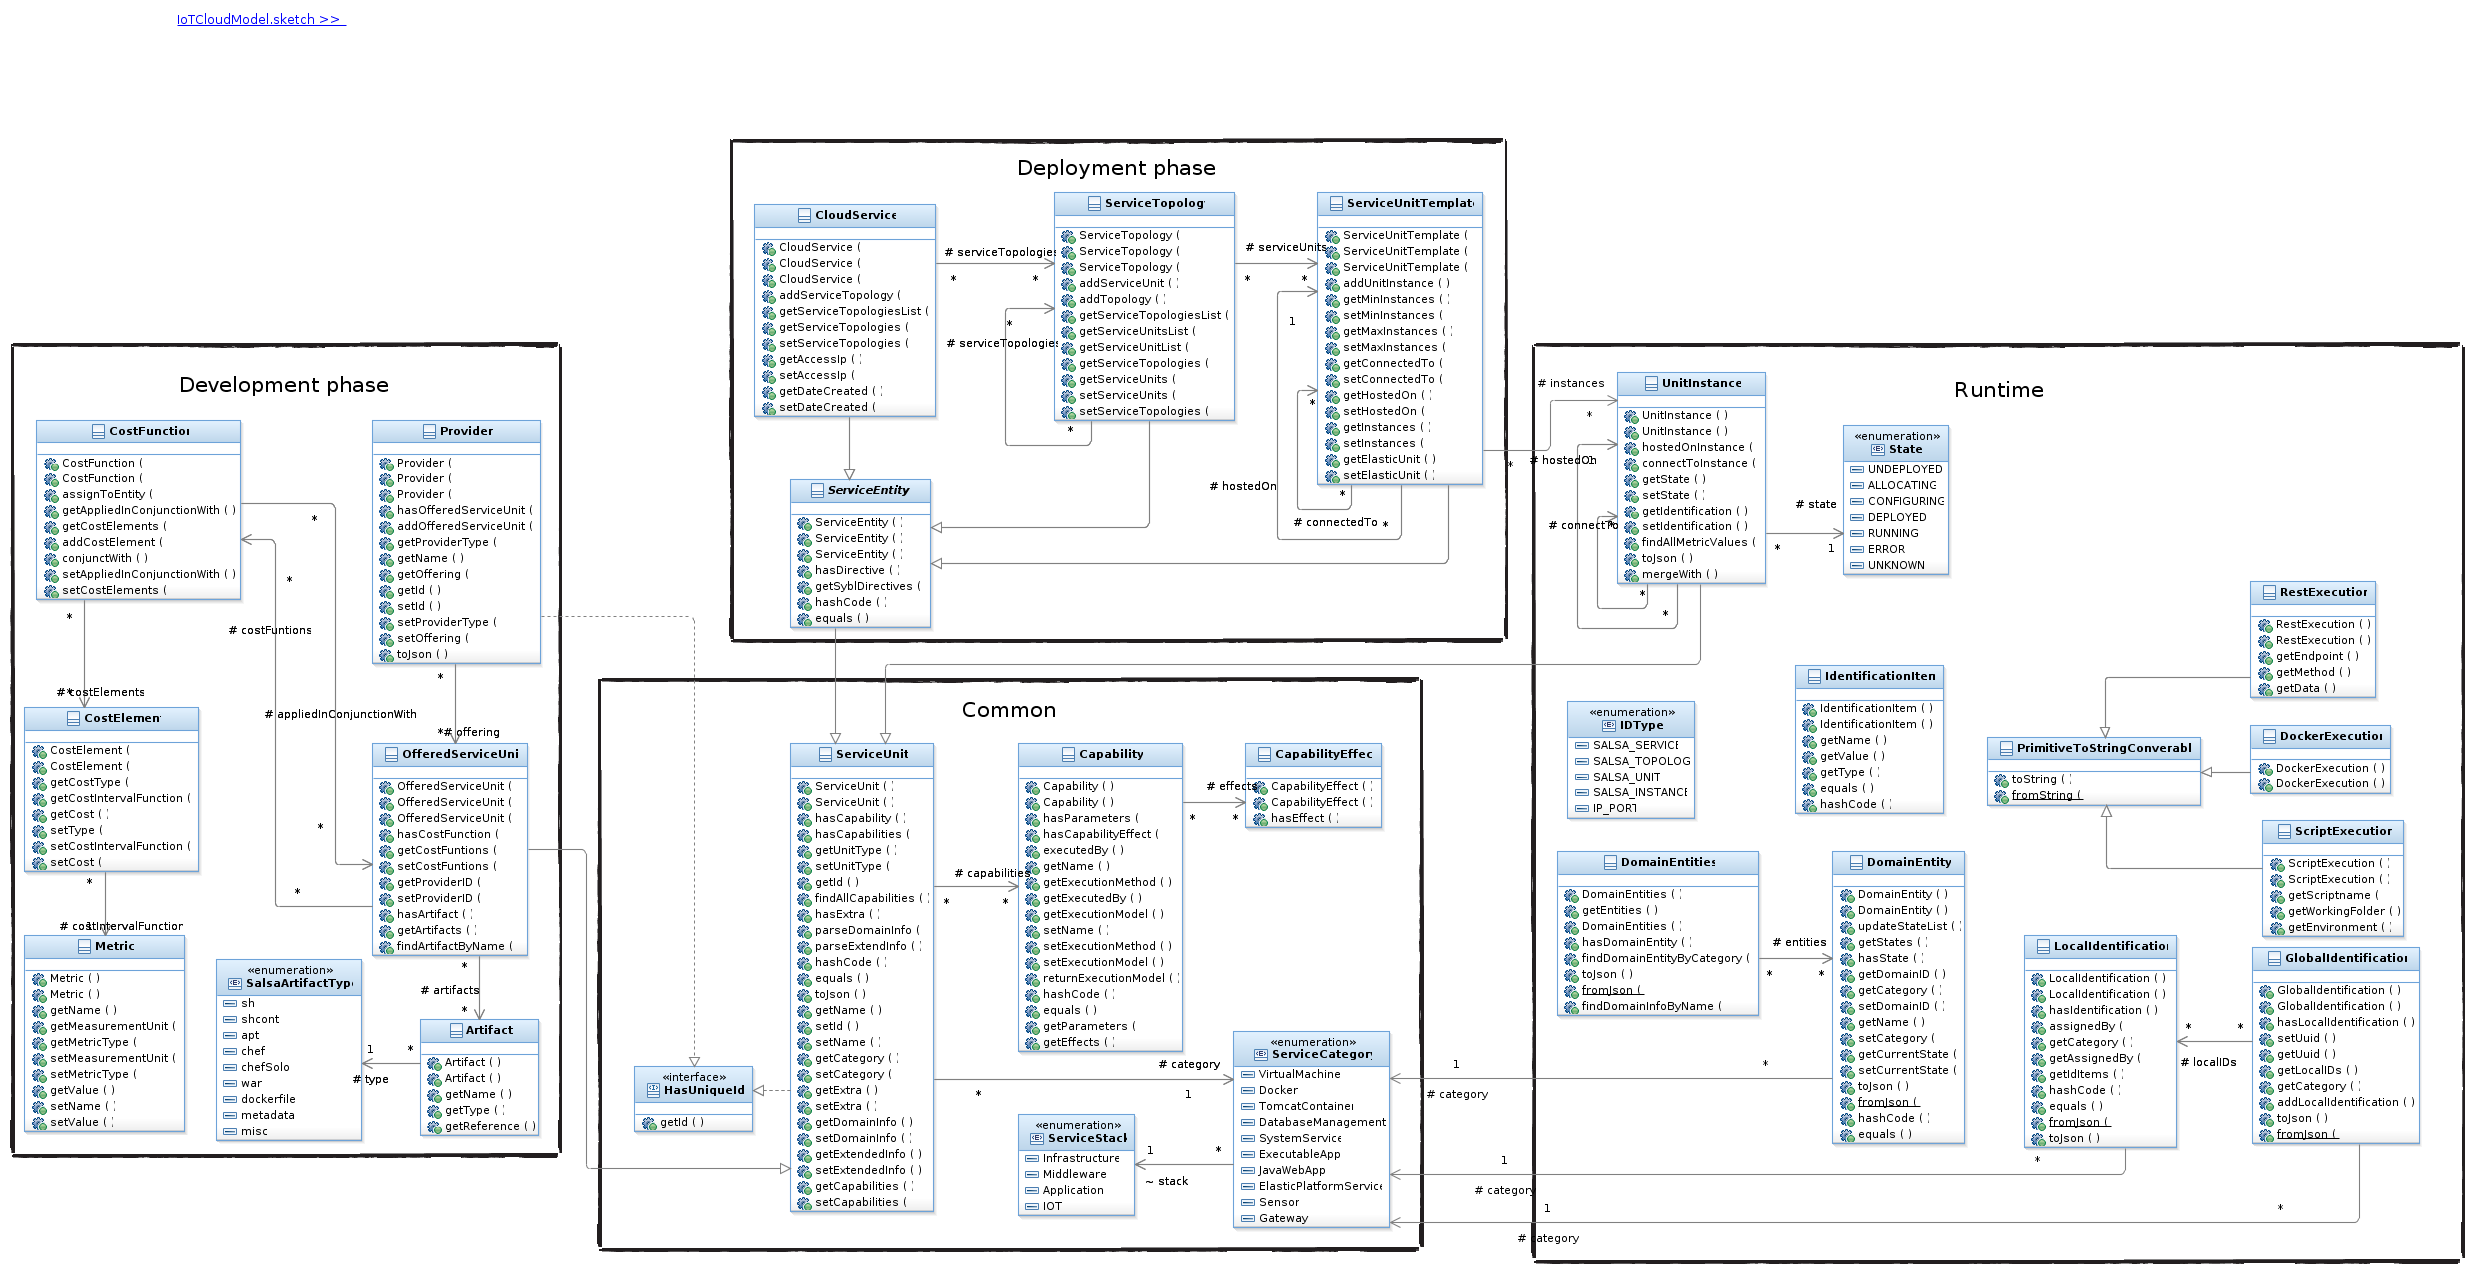 IoTCloudModel.sketch >>
Deployment phase
CloudService
CloudService (
CloudService (
CloudService (
addServiceTopology (
getServiceTopologiesList (
getServiceTopologies (
setServiceTopologies (
getAccessIp ( )
setAccessIp (
getDateCreated ( )
setDateCreated (
# serviceTopologies
*
*
ServiceTopolog
ServiceTopology (
ServiceTopology (
ServiceTopology (
addServiceUnit ( )
addTopology ( )
getServiceTopologiesList (
getServiceUnitsList (
getServiceUnitList (
getServiceTopologies (
getServiceUnits (
setServiceUnits (
setServiceTopologies (
*
# serviceTopologies
*
# serviceUnits
*
*
ServiceUnitTemplat
ServiceUnitTemplate (
ServiceUnitTemplate (
ServiceUnitTemplate (
addUnitInstance ( )
getMinInstances ( )
setMinInstances (
getMaxInstances ( )
setMaxInstances (
getConnectedTo (
setConnectedTo (
getHostedOn ( )
setHostedOn (
getInstances ( )
setInstances (
getElasticUnit ( )
setElasticUnit ( )
1
*
# hostedOn
*
# connectedTo
*
ServiceEntity
ServiceEntity ( )
ServiceEntity (
ServiceEntity (
hasDirective (
getSyblDirectives (
hashCode ( )
equals ( )
Development phase
CostFunction
CostFunction (
CostFunction (
assignToEntity (
getAppliedInConjunctionWith ( )
getCostElements (
addCostElement (
conjunctWith ( )
setAppliedInConjunctionWith ( )
setCostElements (
Provider
Provider (
Provider (
Provider (
hasOfferedServiceUnit (
addOfferedServiceUnit (
getProviderType (
getName ( )
getOffering (
getId ( )
setId ( )
setProviderType (
setOffering (
toJson ( )
*
*
*
# costFuntions
*
# costElements
*
# appliedInConjunctionWith
*
*# offering
CostElemen
CostElement (
CostElement (
getCostType (
getCostIntervalFunction (
getCost ( )
setType (
setCostIntervalFunction (
setCost (
OfferedServiceUni
OfferedServiceUnit (
OfferedServiceUnit (
OfferedServiceUnit (
hasCostFunction (
getCostFuntions (
setCostFuntions (
getProviderID (
setProviderID (
hasArtifact (
getArtifacts (
findArtifactByName (
*
*
*
# costIntervalFunction
1
Metric
Metric ( )
Metric ( )
getName ( )
getMeasurementUnit (
getMetricType (
setMeasurementUnit (
setMetricType (
getValue ( )
setName ( )
setValue ( )
«enumeration»
SalsaArtifactTyp
sh
shcont
apt
chef
chefSolo
war
dockerfile
metadata
misc
*
# artifacts
*
Artifact
Artifact ( )
Artifact ( )
getName ( )
getType ( )
getReference ( )
1
*
# type
Common
ServiceUnit
ServiceUnit ( )
ServiceUnit (
hasCapability (
hasCapabilities (
getUnitType ( )
setUnitType (
getId ( )
findAllCapabilities (
hasExtra ( )
parseDomainInfo (
parseExtendInfo (
hashCode ( )
equals ( )
toJson ( )
getName ( )
setId ( )
setName ( )
getCategory ( )
setCategory (
getExtra ( )
setExtra ( )
getDomainInfo ( )
setDomainInfo ( )
getExtendedInfo ( )
setExtendedInfo ( )
getCapabilities ( )
setCapabilities (
# capabilities
*
*
Capability
Capability ( )
Capability ( )
hasParameters (
hasCapabilityEffect (
executedBy ( )
getName ( )
getExecutionMethod ( )
getExecutedBy ( )
getExecutionModel ( )
setName ( )
setExecutionMethod ( )
setExecutionModel ( )
returnExecutionModel ( )
hashCode ( )
equals ( )
getParameters (
getEffects ( )
# effects
*
*
CapabilityEffec
CapabilityEffect ( )
CapabilityEffect ( )
hasEffect ( )
«interface»
HasUniqueId
getId ( )
# category
*
1
«enumeration»
ServiceStack
Infrastructure
Middleware
Application
IOT
1
*
~ stack
«enumeration»
ServiceCategory
VirtualMachine
Docker
TomcatContainer
DatabaseManagement
SystemService
ExecutableApp
JavaWebApp
ElasticPlatformService
Sensor
Gateway
Runtime
# instances
*
*
# hostedOn
1
# connectTo
*
UnitInstance
UnitInstance ( )
UnitInstance ( )
hostedOnInstance (
connectToInstance (
getState ( )
setState ( )
getIdentification ( )
setIdentification ( )
findAllMetricValues (
toJson ( )
mergeWith ( )
*
*
# state
*
1
«enumeration»
State
UNDEPLOYED
ALLOCATING
CONFIGURING
DEPLOYED
RUNNING
ERROR
UNKNOWN
«enumeration»
IDType
SALSA_SERVICE
SALSA_TOPOLOG
SALSA_UNIT
SALSA_INSTANCE
IP_PORT
IdentificationIten
IdentificationItem ( )
IdentificationItem ( )
getName ( )
getValue ( )
getType ( )
equals ( )
hashCode ( )
RestExecution
RestExecution ( )
RestExecution ( )
getEndpoint ( )
getMethod ( )
getData ( )
PrimitiveToStringConverabl
toString ( )
fromString (
DockerExecution
DockerExecution ( )
DockerExecution ( )
ScriptExecution
ScriptExecution ( )
ScriptExecution (
getScriptname (
getWorkingFolder ( )
getEnvironment ( )
DomainEntities
DomainEntities ( )
getEntities ( )
DomainEntities (
hasDomainEntity ( )
findDomainEntityByCategory (
toJson ( )
fromJson (
findDomainInfoByName (
# entities
*
*
DomainEntity
DomainEntity ( )
DomainEntity ( )
updateStateList ( )
getStates ( )
hasState ( )
getDomainID ( )
getCategory ( )
setDomainID ( )
getName ( )
setCategory (
getCurrentState (
setCurrentState (
toJson ( )
fromJson (
hashCode ( )
equals ( )
LocalIdentificatio
LocalIdentification ( )
LocalIdentification ( )
hasIdentification ( )
assignedBy (
getCategory ( )
getAssignedBy (
getIdItems ( )
hashCode ( )
equals ( )
fromJson (
toJson ( )
*
*
# localIDs
GlobalIdentification
GlobalIdentification ( )
GlobalIdentification (
hasLocalIdentification ( )
setUuid ( )
getUuid ( )
getLocalIDs ( )
getCategory ( )
addLocalIdentification ( )
toJson ( )
fromJson (
1
*
# category
1
*
# category
1
*
# category